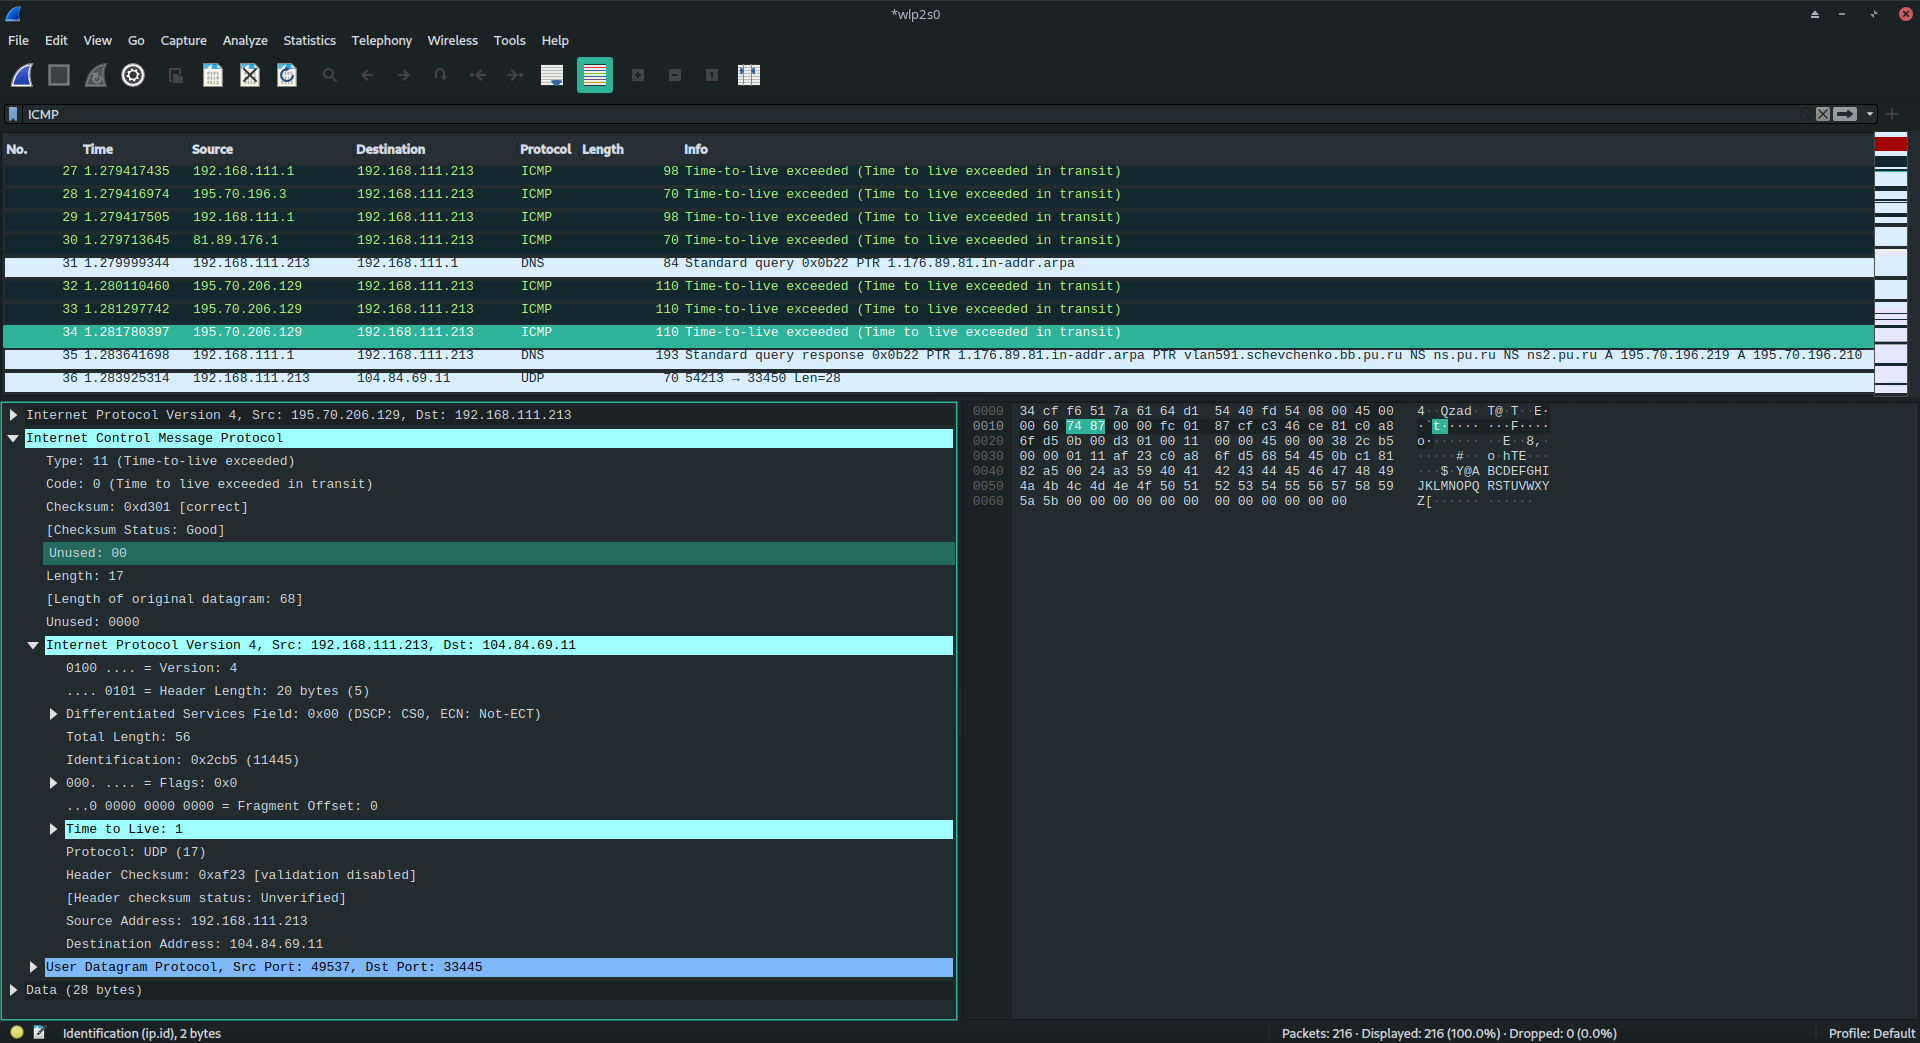 *wlp2s0
File Edit View Go Capture Analyze Statistics Telephony Wireless Tools Help
ICMP
No. Time Source Destination Protocol Length Info
27 1.279417435 192.168.111.1 192.168.111.213 ICMP 98 Time-to-live exceeded (Time to live exceeded in transit)
28 1.279416974 195.70.196.3 192.168.111.213 ICMP 70 Time-to-live exceeded (Time to live exceeded in transit)
29 1.279417505 192.168.111.1 192.168.111.213 ICMP 98 Time-to-live exceeded (Time to live exceeded in transit)
30 1.279713645 81.89.176.1 192.168.111.213 ICMP 70 Time-to-live exceeded (Time to live exceeded in transit)
31 1.279999344 192.168.111.213 192.168.111.1 DNS 84 Standard query 0x0b22 PTR 1.176.89.81.in-addr.arpa
32 1.280110460 195.70.206.129 192.168.111.213 ICMP 110 Time-to-live exceeded (Time to live exceeded in transit)
33 1.281297742 195.70.206.129 192.168.111.213 ICMP 110 Time-to-live exceeded (Time to live exceeded in transit)
34 1.281780397 195.70.206.129 192.168.111.213 ICMP 110 Time-to-live exceeded (Time to live exceeded in transit)
35 1.283641698 192.168.111.1 192.168.111.213 DNS 193 Standard query response 0x0b22 PTR 1.176.89.81.in-addr.arpa PTR vlan591.schevchenko.bb.pu.ru NS ns.pu.ru NS ns2.pu.ru A 195.70.196.219 A 195.70.196.210
36 1.283925314 192.168.111.213 104.84.69.11 UDP 70 54213 → 33450 Len=28
Internet Protocol Version 4, Src: 195.70.206.129, Dst: 192.168.111.213
Internet Control Message Protocol
Type: 11 (Time-to-live exceeded)
Code: 0 (Time to live exceeded in transit)
Checksum: 0xd301 [correct]
[Checksum Status: Good]
Unused: 00
Length: 17
[Length of original datagram: 68]
Unused: 0000
Internet Protocol Version 4, Src: 192.168.111.213, Dst: 104.84.69.11
0100 .... = Version: 4
.... 0101 = Header Length: 20 bytes (5)
Differentiated Services Field: 0x00 (DSCP: CS0, ECN: Not-ECT)
Total Length: 56
Identification: 0x2cb5 (11445)
000. .... = Flags: 0x0
...0 0000 0000 0000 = Fragment Offset: 0
Time to Live: 1
Protocol: UDP (17)
Header Checksum: 0xaf23 [validation disabled]
[Header checksum status: Unverified]
Source Address: 192.168.111.213
Destination Address: 104.84.69.11
User Datagram Protocol, Src Port: 49537, Dst Port: 33445
Data (28 bytes)
0000 34 cf f6 51 7a 61 64 d1 54 40 fd 54 08 00 45 00 4··Qzad· T@·T··E·
0010 00 60 74 87 00 00 fc 01 87 cf c3 46 ce 81 c0 a8 ·`t····· ···F····
0020 6f d5 0b 00 d3 01 00 11 00 00 45 00 00 38 2c b5 o······· ··E··8,·
0030 00 00 01 11 af 23 c0 a8 6f d5 68 54 45 0b c1 81 ·····#·· o·hTE···
0040 82 a5 00 24 a3 59 40 41 42 43 44 45 46 47 48 49 ···$·Y@A BCDEFGHI
0050 4a 4b 4c 4d 4e 4f 50 51 52 53 54 55 56 57 58 59 JKLMNOPQ RSTUVWXY
0060 5a 5b 00 00 00 00 00 00 00 00 00 00 00 00 Z[······ ······
Identification (ip.id), 2 bytes
Packets: 216 · Displayed: 216 (100.0%) · Dropped: 0 (0.0%)
Profile: Default